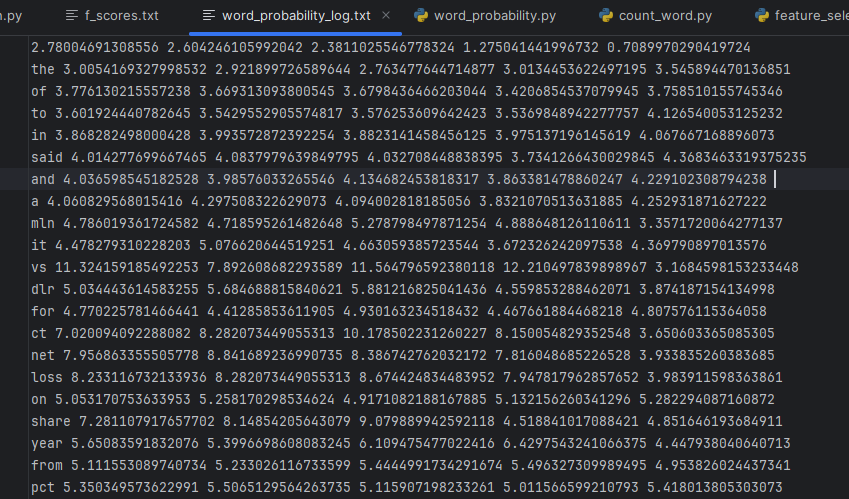 n.py f_scores.txt word_probability_log.txt word_probability.py count_word.py feature_sele
2.78004691308556 2.604246105992042 2.3811025546778324 1.275041441996732 0.7089970290419724
the 3.0054169327998532 2.921899726589644 2.763477644714877 3.0134453622497195 3.545894470136851
of 3.776130215557238 3.669313093800545 3.6798436466203044 3.4206854537079945 3.758510155745346
to 3.601924440782645 3.5429552905574817 3.576253609642423 3.5369848942277757 4.126540053125232
in 3.868282498000428 3.993572872392254 3.8823141458456125 3.975137196145619 4.067667168896073
said 4.014277699667465 4.0837979639849795 4.032708448838395 3.7341266430029845 4.3683463319375235
and 4.036598545182528 3.98576033265546 4.134682453818317 3.863381478860247 4.229102308794238
a 4.060829568015416 4.297508322629073 4.094002818185056 3.8321070513631885 4.252931871627222
mln 4.786019361724582 4.718595261482648 5.278798497871254 4.888648126110611 3.3571720064277137
it 4.478279310228203 5.076620644519251 4.663059385723544 3.672326242097538 4.369790897013576
vs 11.324159185492253 7.892608682293589 11.564796592380118 12.210497839898967 3.1684598153233448
dlr 5.034443614583255 5.684688815840621 5.881216825041436 4.559853288462071 3.874187154134998
for 4.770225781466441 4.41285853611905 4.930163234518432 4.467661884468218 4.807576115364058
ct 7.020094092288082 8.282073449055313 10.178502231260227 8.150054829352548 3.650603365085305
net 7.956863355505778 8.841689236990735 8.386742762032172 7.816048685226528 3.933835260383685
loss 8.233116732133936 8.282073449055313 8.674424834483952 7.947817962857652 3.983911598363861
on 5.053170753633953 5.258170298534624 4.9171082188167885 5.132156260341296 5.282294087160872
share 7.281107917657702 8.14854205643079 9.079889942592118 4.518841017088421 4.851646193684911
year 5.65083591832076 5.3996698608083245 6.109475477022416 6.4297543241066375 4.447938040640713
from 5.111553089740734 5.233026116733599 5.4444991734291674 5.496327309989495 4.953826024437341
pct 5.350349573622991 5.5065129564263735 5.115907198233261 5.011566599210793 5.418013805303073